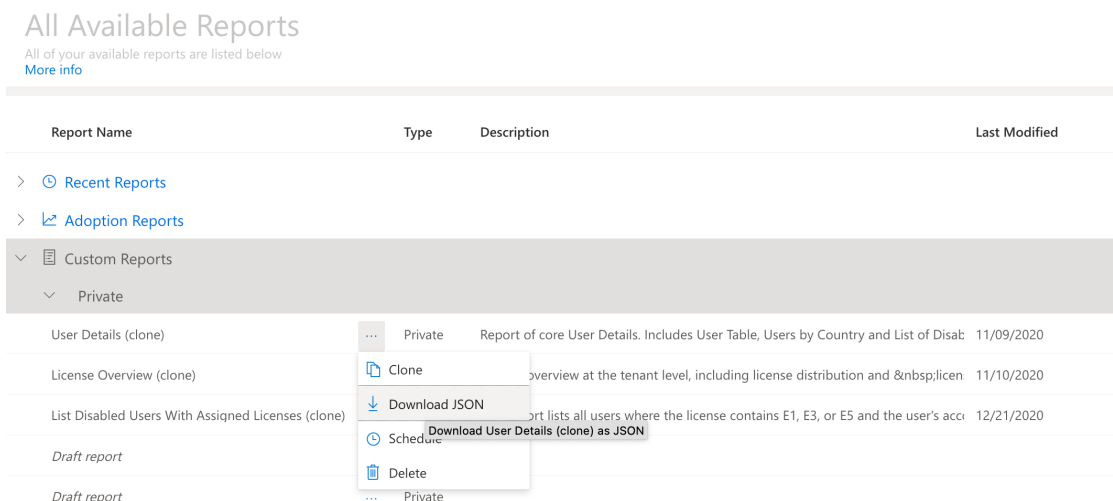 All Available Reports
All of your available reports are listed below
More info
Report Name Type Description Last Modified
Recent Reports
Adoption Reports
Custom Reports
Private
User Details (clone) ... Private Report of core User Details. Includes User Table, Users by Country and List of Disab 11/09/2020
Clone
License Overview (clone) overview at the tenant level, including license distribution and &nbsp;licen 11/10/2020
Download JSON
List Disabled Users With Assigned Licenses (clone) ort lists all users where the license contains E1, E3, or E5 and the user's acco 12/21/2020
Download User Details (clone) as JSON
Schedule
Draft report
Delete
Draft report ... Private